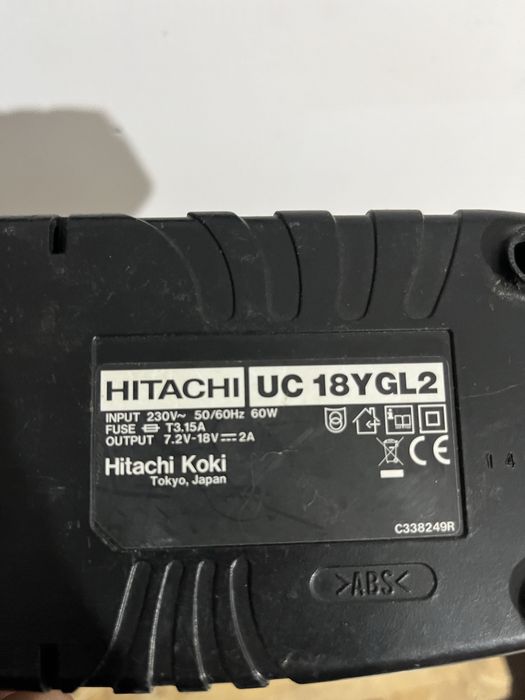 HITACHI UC 18YGL2
INPUT 230V~ 50/60Hz 60W
FUSE T3.15A
OUTPUT 7.2V-18V⎓2A
Hitachi Koki
Tokyo, Japan
CE
14
C338249R
>ABS<